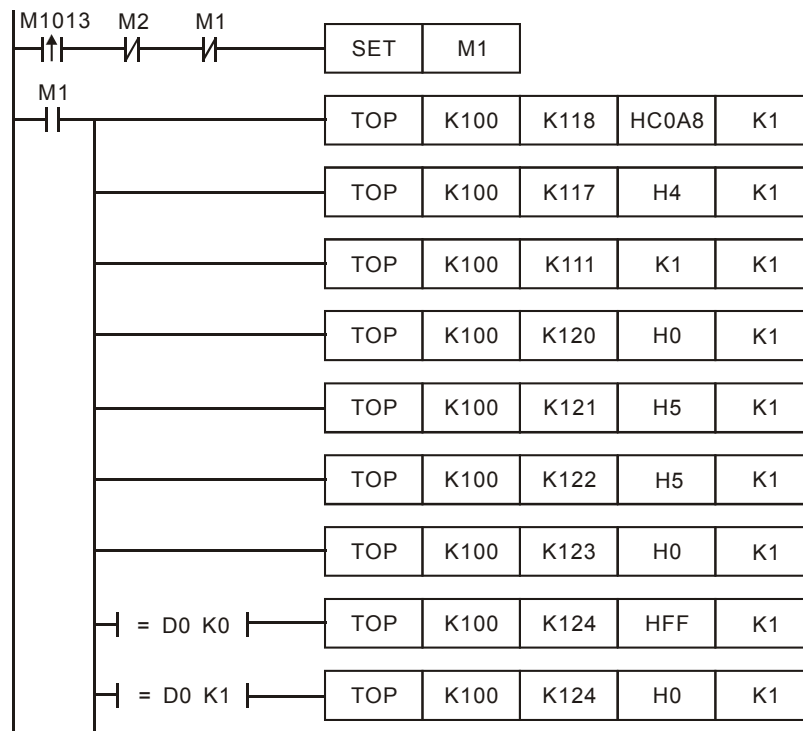 M1013 M2 M1
SET M1
M1
TOP K100 K118 HC0A8 K1
TOP K100 K117 H4 K1
TOP K100 K111 K1 K1
TOP K100 K120 H0 K1
TOP K100 K121 H5 K1
TOP K100 K122 H5 K1
TOP K100 K123 H0 K1
= D0 K0 TOP K100 K124 HFF K1
= D0 K1 TOP K100 K124 H0 K1